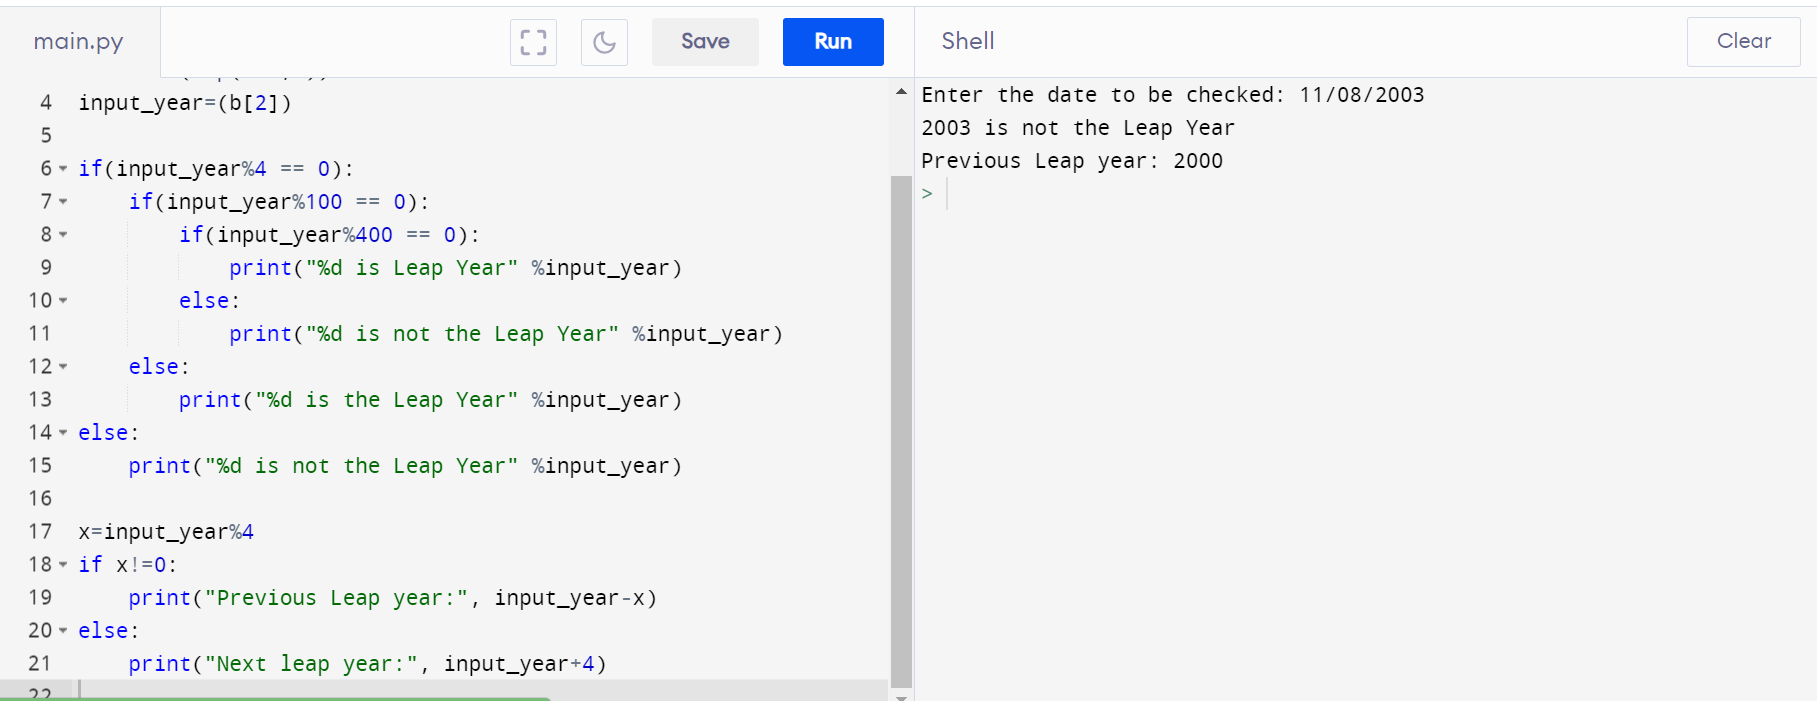 main.py
Save
Run
Shell
Clear
4 input_year=(b[2])
5
6 if(input_year%4 == 0):
7 if(input_year%100 == 0):
8 if(input_year%400 == 0):
9 print("%d is Leap Year" %input_year)
10 else:
11 print("%d is not the Leap Year" %input_year)
12 else:
13 print("%d is the Leap Year" %input_year)
14 else:
15 print("%d is not the Leap Year" %input_year)
16
17 x=input_year%4
18 if x!=0:
19 print("Previous Leap year:", input_year-x)
20 else:
21 print("Next leap year:", input_year+4)
22
Enter the date to be checked: 11/08/2003
2003 is not the Leap Year
Previous Leap year: 2000
>